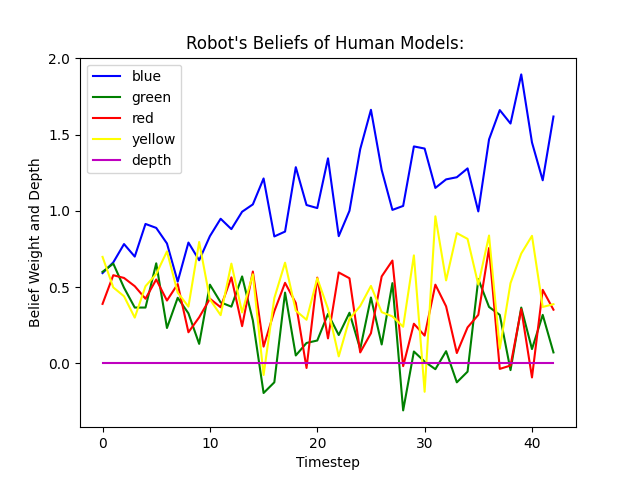 Robot's Beliefs of Human Models:
2.0
1.5
1.0
0.5
0.0
Belief Weight and Depth
blue
green
red
yellow
depth
0 10 20 30 40
Timestep